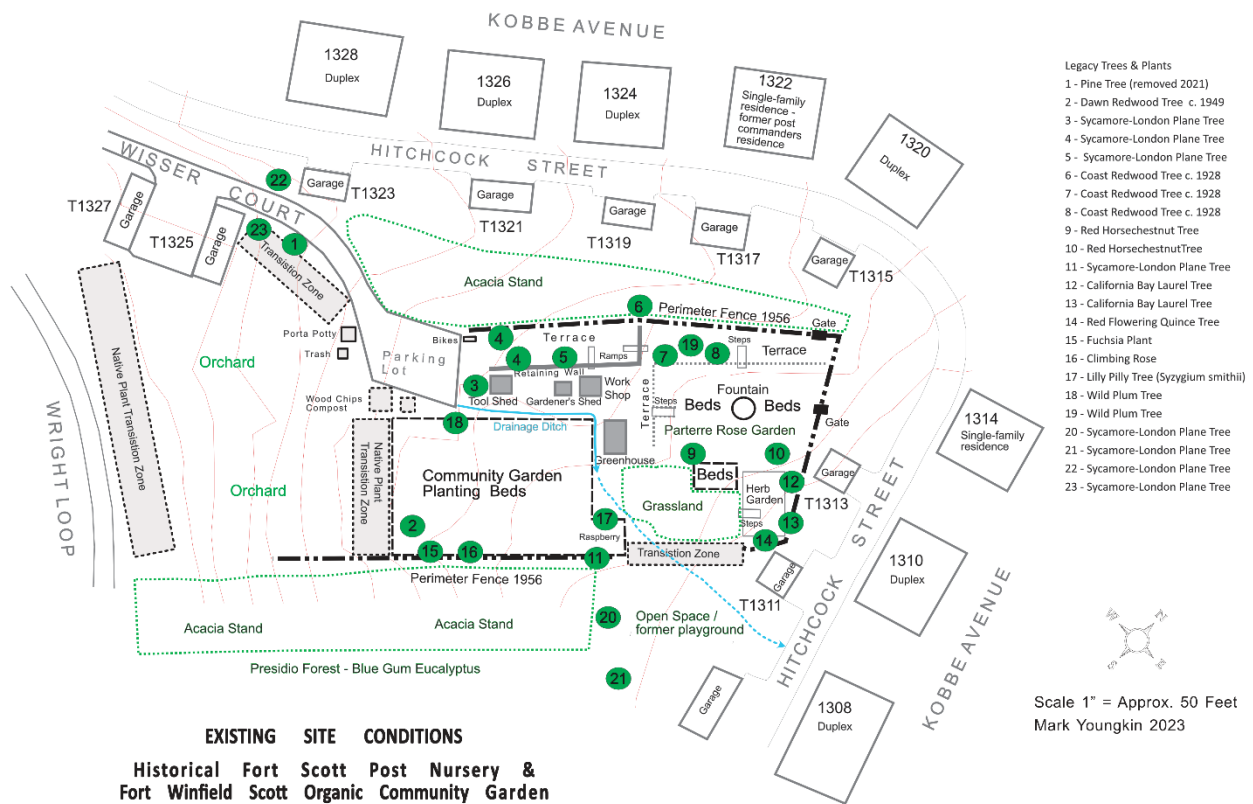 KOBBE AVENUE
1328
Duplex
1326
Duplex
1324
Duplex
1322
Single-family
residence -
former post
commanders
residence
1320
Duplex
HITCHCOCK STREET
WISSER COURT
22
Garage
T1323
Garage
T1321
Garage
T1319
Garage
T1317
Garage
T1315
T1327
Garage
T1325
Garage
23
1
Transistion Zone
Acacia Stand
6
Perimeter Fence 1956
Gate
Porta Potty
Trash
Orchard
Parking
Lot
Bikes
4
Terrace
4
5
Ramps
Retaining Wall
7
19
8
Steps
Terrace
Native Plant Transistion Zone
WRIGHT LOOP
3
Tool Shed
Gardener's Shed
Work
Shop
Terrace
Steps
Fountain
Beds
Beds
Gate
Wood Chips
Compost
18
Drainage Ditch
Greenhouse
Parterre Rose Garden
1314
Single-family
residence
Native Plant
Transistion Zone
Orchard
Community Garden
Planting Beds
9
Beds
10
Garage
T1313
Grassland
Herb
Garden
12
Steps
13
14
2
17
Raspberry
15
16
11
Transistion Zone
Perimeter Fence 1956
Garage
T1311
HITCHCOCK STREET
1310
Duplex
KOBBE AVENUE
Acacia Stand
Acacia Stand
20
Open Space /
former playground
Presidio Forest - Blue Gum Eucalyptus
21
Garage
1308
Duplex
Legacy Trees & Plants
1 - Pine Tree (removed 2021)
2 - Dawn Redwood Tree c. 1949
3 - Sycamore-London Plane Tree
4 - Sycamore-London Plane Tree
5 - Sycamore-London Plane Tree
6 - Coast Redwood Tree c. 1928
7 - Coast Redwood Tree c. 1928
8 - Coast Redwood Tree c. 1928
9 - Red Horsechestnut Tree
10 - Red HorsechestnutTree
11 - Sycamore-London Plane Tree
12 - California Bay Laurel Tree
13 - California Bay Laurel Tree
14 - Red Flowering Quince Tree
15 - Fuchsia Plant
16 - Climbing Rose
17 - Lilly Pilly Tree (Syzygium smithii)
18 - Wild Plum Tree
19 - Wild Plum Tree
20 - Sycamore-London Plane Tree
21 - Sycamore-London Plane Tree
22 - Sycamore-London Plane Tree
23 - Sycamore-London Plane Tree
W
N
S
E
Scale 1" = Approx. 50 Feet
Mark Youngkin 2023
EXISTING SITE CONDITIONS
Historical Fort Scott Post Nursery &
Fort Winfield Scott Organic Community Garden